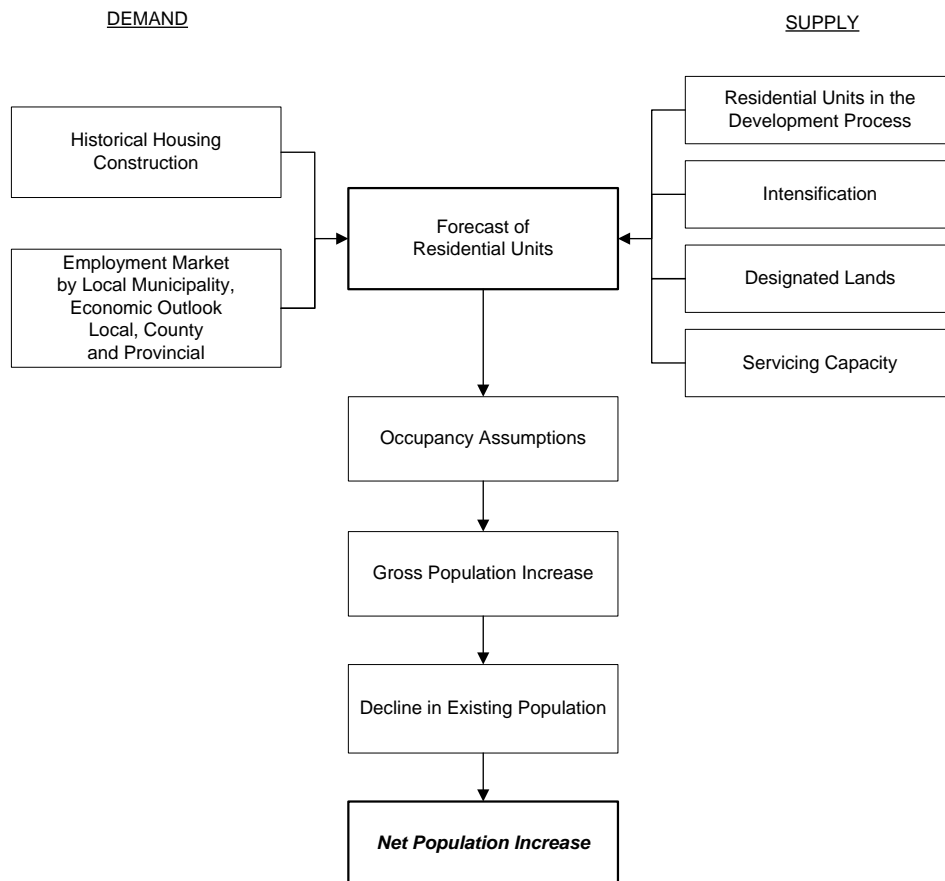 DEMAND
SUPPLY
Historical Housing
Construction
Employment Market
by Local Municipality,
Economic Outlook
Local, County
and Provincial
Forecast of
Residential Units
Residential Units in the
Development Process
Intensification
Designated Lands
Servicing Capacity
Occupancy Assumptions
Gross Population Increase
Decline in Existing Population
Net Population Increase